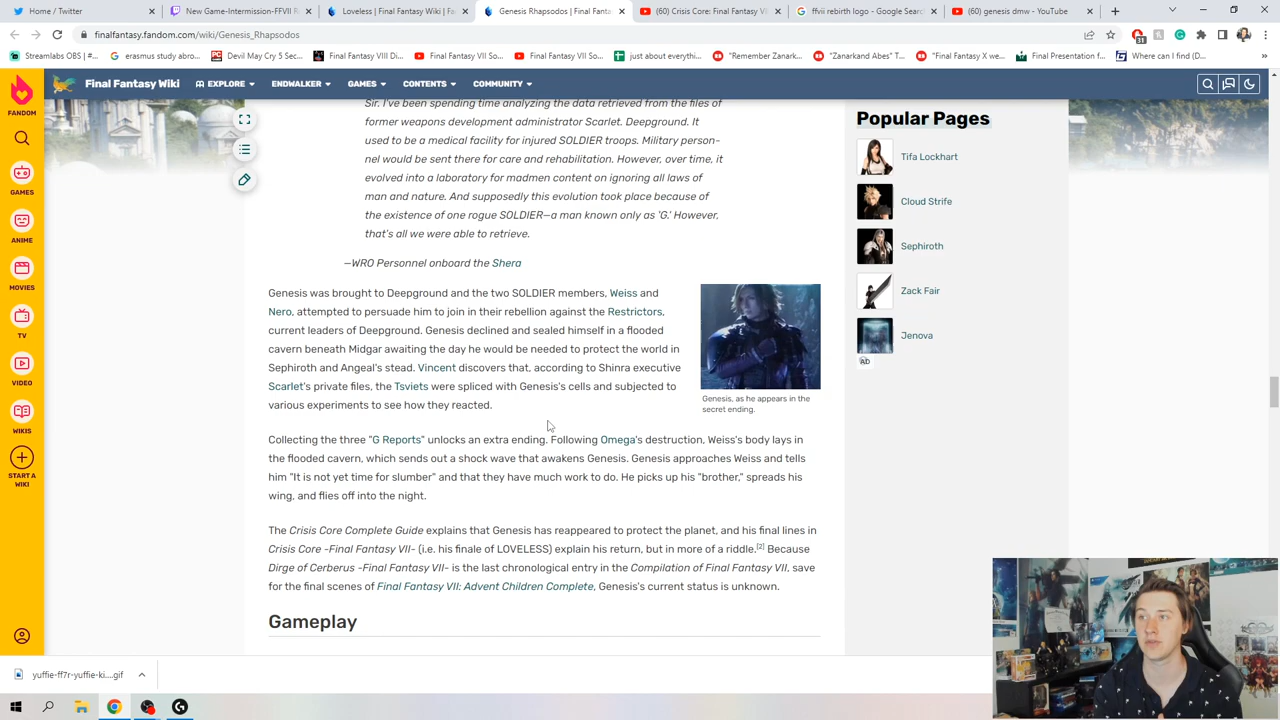 Home / Twitter
New Game-Intermission-FFVII R
Loveless | Final Fantasy Wiki | Fa
Genesis Rhapsodos | Final Fanta
(60) Crisis Core: Final Fantasy VI
ffvii rebirth logo - Google Searc
(60) genesis dmw - YouTube
finalfantasy.fandom.com/wiki/Genesis_Rhapsodos
31
Streamlabs OBS | #...
erasmus study abro...
Devil May Cry 5 Sec...
Final Fantasy VIII Di...
Final Fantasy VII So...
Final Fantasy VII So...
just about everythi...
"Remember Zanark...
"Zanarkand Abes" T...
"Final Fantasy X we...
Final Presentation f...
Where can I find (D...
»
FANDOM
GAMES
ANIME
MOVIES
TV
VIDEO
WIKIS
START A
WIKI
Final Fantasy Wiki
EXPLORE
ENDWALKER
GAMES
CONTENTS
COMMUNITY
Sir. I've been spending time analyzing the data retrieved from the files of
former weapons development administrator Scarlet. Deepground. It
used to be a medical facility for injured SOLDIER troops. Military person-
nel would be sent there for care and rehabilitation. However, over time, it
evolved into a laboratory for madmen content on ignoring all laws of
man and nature. And supposedly this evolution took place because of
the existence of one rogue SOLDIER—a man known only as 'G.' However,
that's all we were able to retrieve.
—WRO Personnel onboard the Shera
Genesis was brought to Deepground and the two SOLDIER members, Weiss and
Nero, attempted to persuade him to join in their rebellion against the Restrictors,
current leaders of Deepground. Genesis declined and sealed himself in a flooded
cavern beneath Midgar awaiting the day he would be needed to protect the world in
Sephiroth and Angeal's stead. Vincent discovers that, according to Shinra executive
Scarlet's private files, the Tsviets were spliced with Genesis's cells and subjected to
various experiments to see how they reacted.
Genesis, as he appears in the
secret ending.
Collecting the three "G Reports" unlocks an extra ending. Following Omega's destruction, Weiss's body lays in
the flooded cavern, which sends out a shock wave that awakens Genesis. Genesis approaches Weiss and tells
him "It is not yet time for slumber" and that they have much work to do. He picks up his "brother," spreads his
wing, and flies off into the night.
The Crisis Core Complete Guide explains that Genesis has reappeared to protect the planet, and his final lines in
Crisis Core -Final Fantasy VII- (i.e. his finale of LOVELESS) explain his return, but in more of a riddle.[2] Because
Dirge of Cerberus -Final Fantasy VII- is the last chronological entry in the Compilation of Final Fantasy VII, save
for the final scenes of Final Fantasy VII: Advent Children Complete, Genesis's current status is unknown.
Gameplay
Popular Pages
Tifa Lockhart
Cloud Strife
Sephiroth
Zack Fair
Jenova
AD
yuffie-ff7r-yuffie-ki....gif